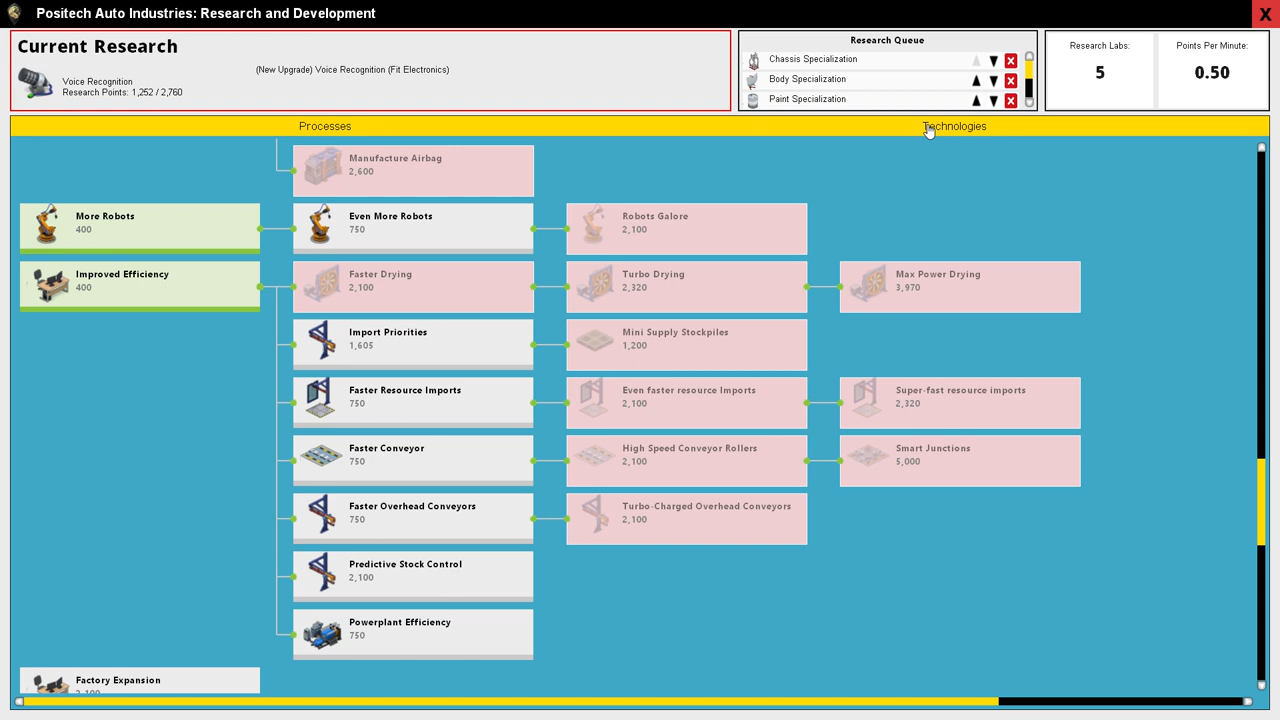 Positech Auto Industries: Research and Development
X
Current Research
(New Upgrade) Voice Recognition (Fit Electronics)
Voice Recognition
Research Points: 1,252 / 2,760
Research Queue
Chassis Specialization
Body Specialization
Paint Specialization
Research Labs:
5
Points Per Minute:
0.50
Processes
Technologies
Manufacture Airbag
2,600
More Robots
400
Even More Robots
750
Robots Galore
2,100
Improved Efficiency
400
Faster Drying
2,100
Turbo Drying
2,320
Max Power Drying
3,970
Import Priorities
1,605
Mini Supply Stockpiles
1,200
Faster Resource Imports
750
Even faster resource Imports
2,100
Super-fast resource imports
2,320
Faster Conveyor
750
High Speed Conveyor Rollers
2,100
Smart Junctions
5,000
Faster Overhead Conveyors
750
Turbo-Charged Overhead Conveyors
2,100
Predictive Stock Control
2,100
Powerplant Efficiency
750
Factory Expansion
2,100